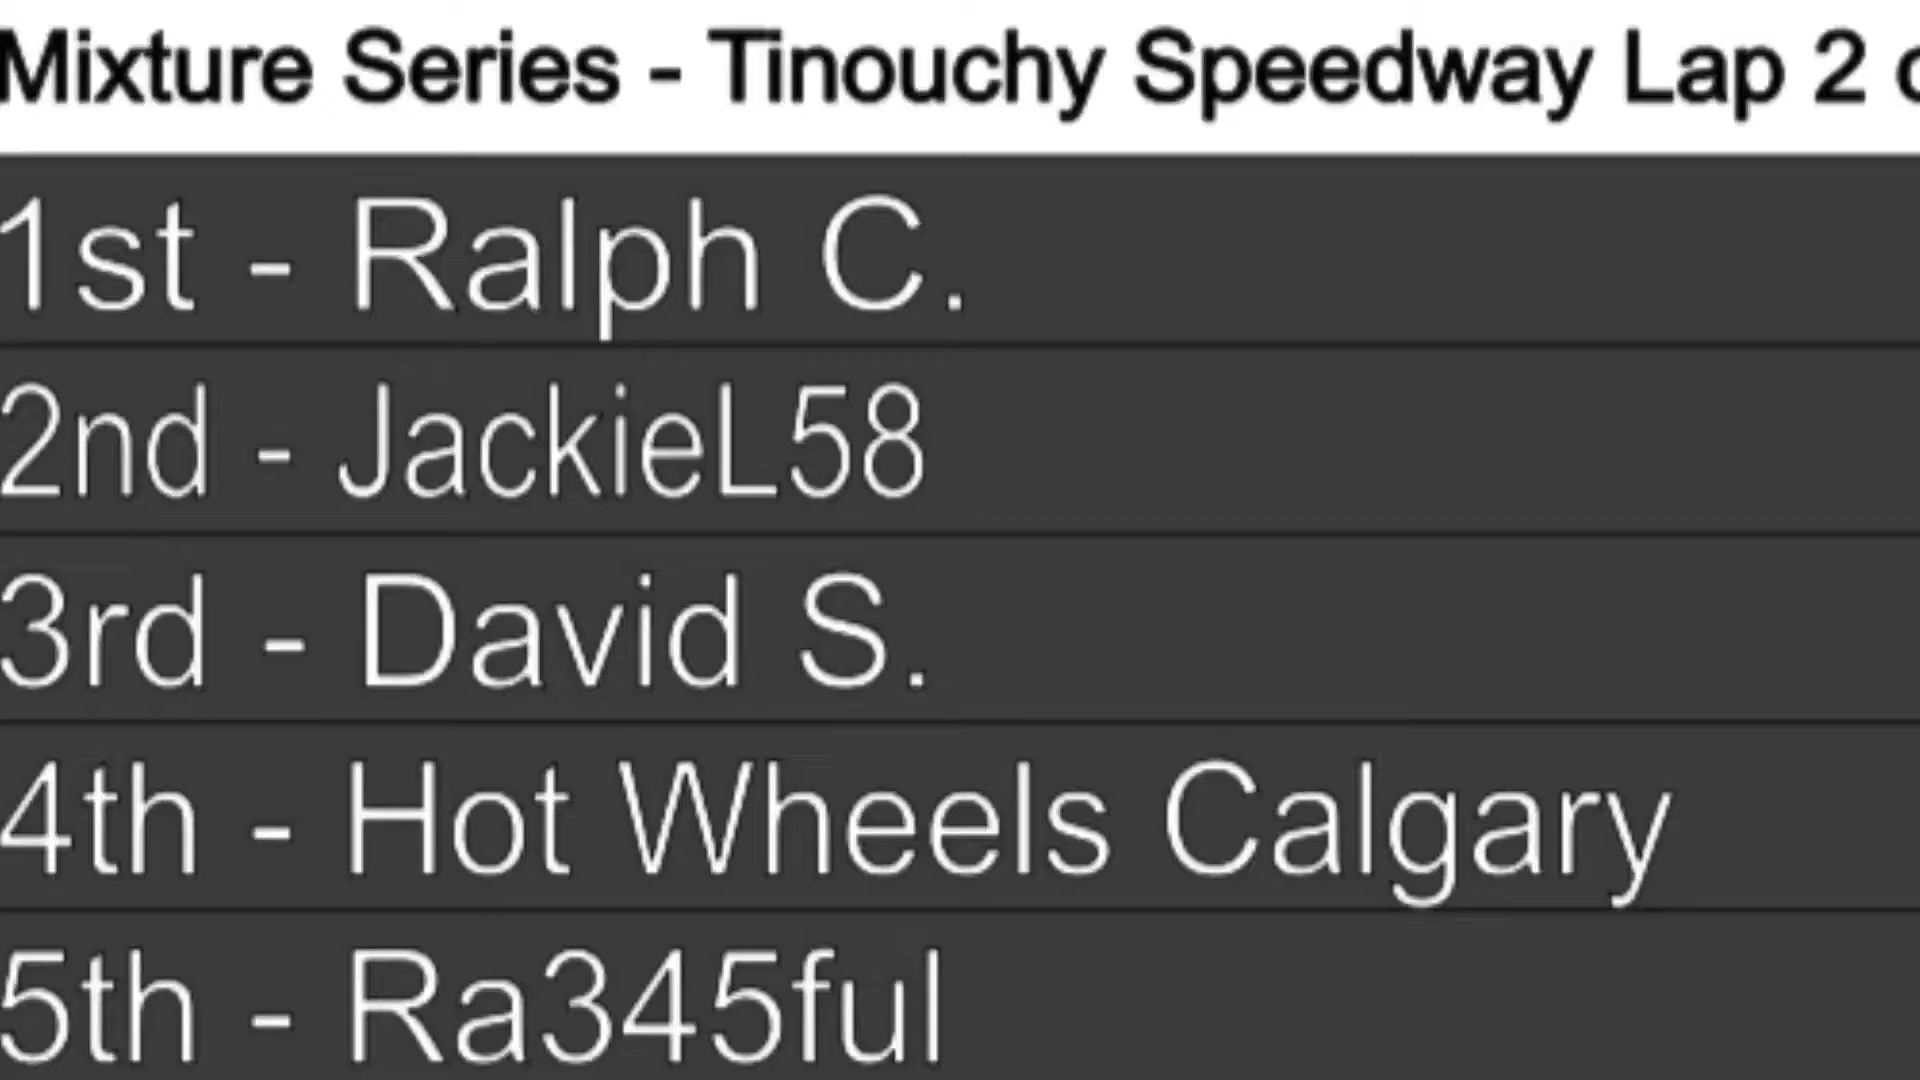 Mixture Series - Tinouchy Speedway Lap 2
1st - Ralph C.
2nd - JackieL58
3rd - David S.
4th - Hot Wheels Calgary
5th - Ra345ful